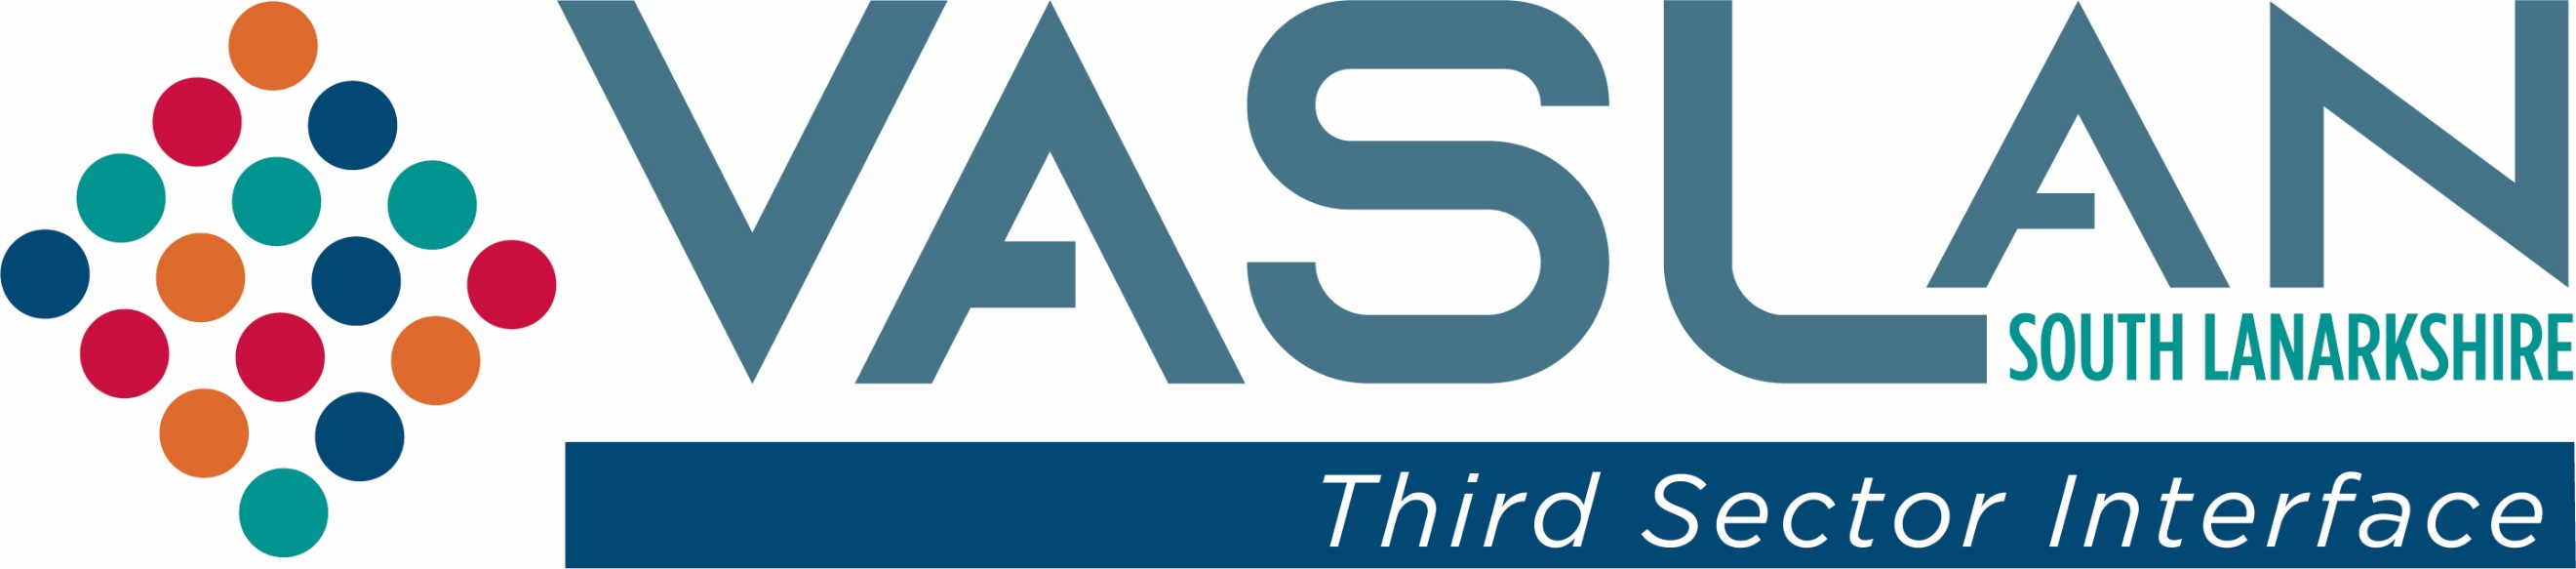 VASLAN
SOUTH LANARKSHIRE
Third Sector Interface